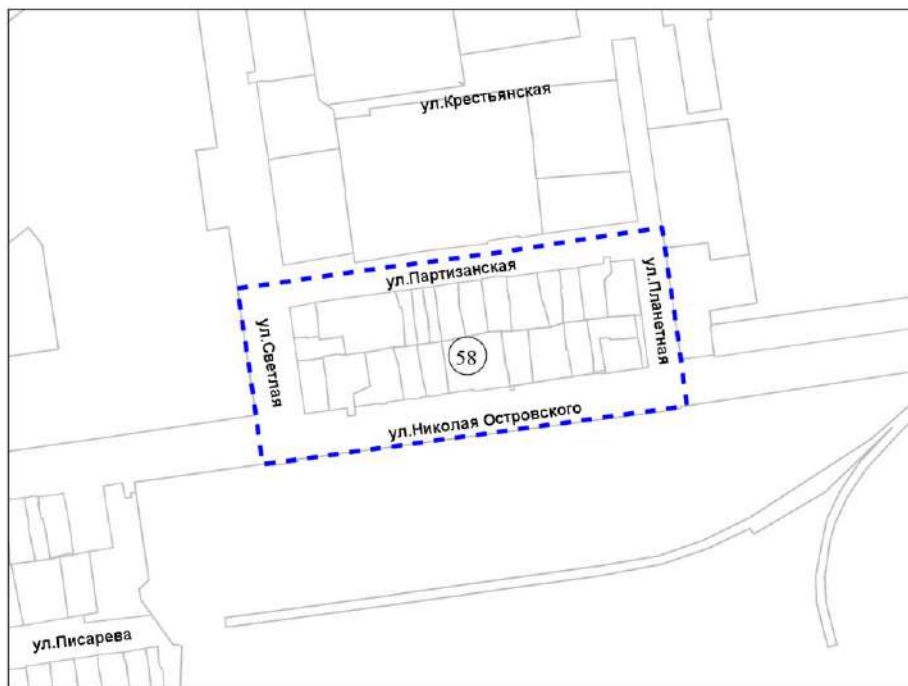 ул.Крестьянская
ул.Партизанская
ул.Планетная
ул.Светлая
58
ул.Николая Островского
ул.Писарева